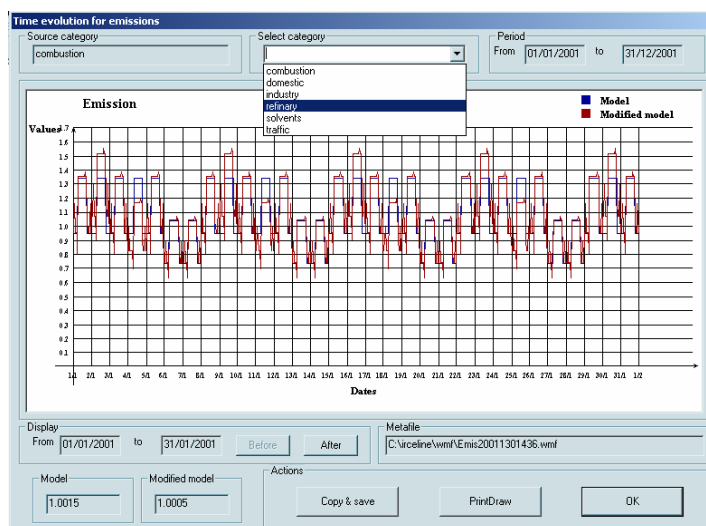 Time evolution for emissions
Source category
combustion
Select category
Period
From 01/01/2001 to 31/12/2001
combustion
domestic
industry
refinary
solvents
traffic
Emission
Model
Modified model
Values
1.7
1.6
1.5
1.4
1.3
1.2
1.1
1.0
0.9
0.8
0.7
0.6
0.5
0.4
0.3
0.2
0.1
1/1 2/1 3/1 4/1 5/1 6/1 7/1 8/1 9/1 10/1 11/1 12/1 13/1 14/1 15/1 16/1 17/1 18/1 19/1 20/1 21/1 22/1 23/1 24/1 25/1 26/1 27/1 28/1 29/1 30/1 31/1 1/2
Dates
Display
From 01/01/2001 to 31/01/2001 Before After
Metafile
C:\irceline\wmf\Emis20011301436.wmf
Model
1.0015
Modified model
1.0005
Actions
Copy & save PrintDraw OK